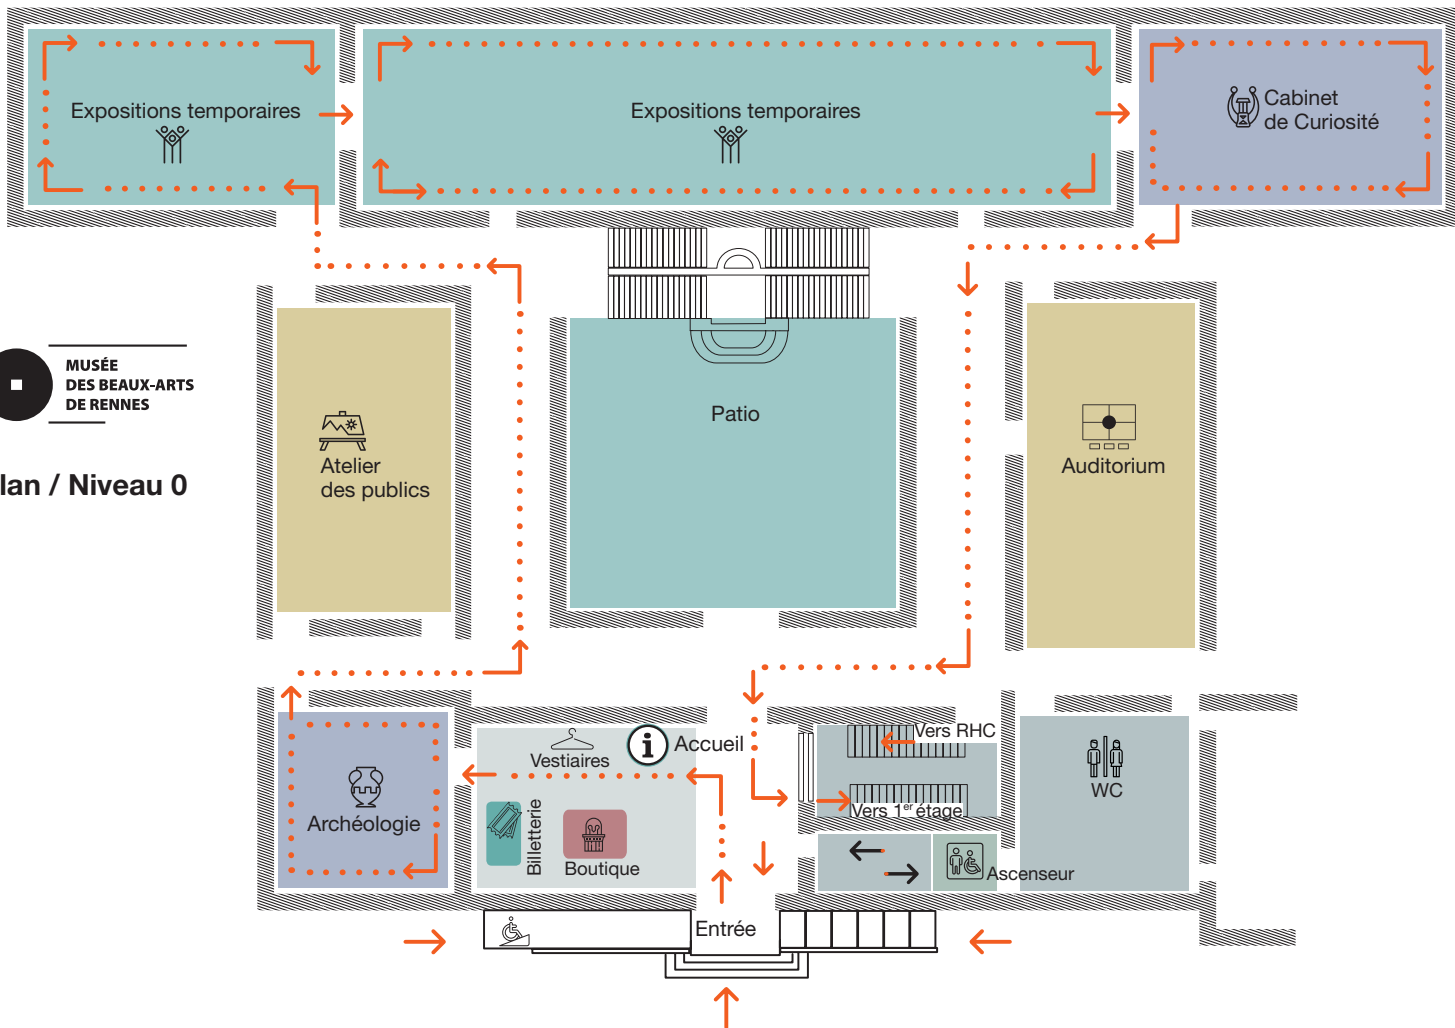 Expositions temporaires
Expositions temporaires
Cabinet
de Curiosité
MUSÉE
DES BEAUX-ARTS
DE RENNES
lan / Niveau 0
Atelier
des publics
Patio
Auditorium
Archéologie
Vestiaires
i Accueil
Billetterie
Boutique
Vers RHC
Vers 1er étage
WC
Ascenseur
Entrée